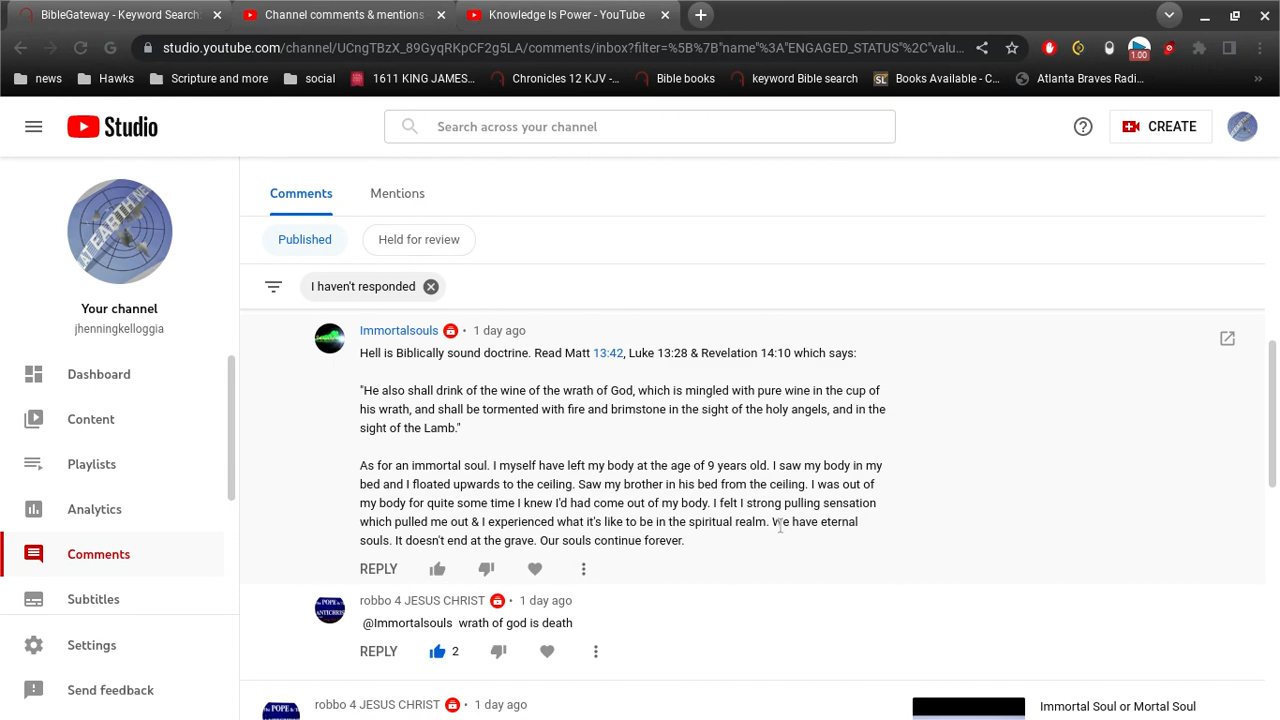 BibleGateway - Keyword Search:
Channel comments & mentions
Knowledge Is Power - YouTube
studio.youtube.com/channel/UCngTBzX_89GyqRKpCF2g5LA/comments/inbox?filter=%5B%7B"name"%3A"ENGAGED_STATUS"%2C"valu…
1.00
news
Hawks
Scripture and more
social
1611 KING JAMES…
Chronicles 12 KJV -…
Bible books
keyword Bible search
Books Available - C…
Atlanta Braves Radi…
»
Studio
Search across your channel
CREATE
AT EARTH.NE
Your channel
jhenningkelloggia
Dashboard
Content
Playlists
Analytics
Comments
Subtitles
Settings
Send feedback
Comments
Mentions
Published
Held for review
I haven't responded
Immortalsouls • 1 day ago
Hell is Biblically sound doctrine. Read Matt 13:42, Luke 13:28 & Revelation 14:10 which says:
"He also shall drink of the wine of the wrath of God, which is mingled with pure wine in the cup of
his wrath, and shall be tormented with fire and brimstone in the sight of the holy angels, and in the
sight of the Lamb."
As for an immortal soul. I myself have left my body at the age of 9 years old. I saw my body in my
bed and I floated upwards to the ceiling. Saw my brother in his bed from the ceiling. I was out of
my body for quite some time I knew I'd had come out of my body. I felt I strong pulling sensation
which pulled me out & I experienced what it's like to be in the spiritual realm. We have eternal
souls. It doesn't end at the grave. Our souls continue forever.
REPLY
robbo 4 JESUS CHRIST • 1 day ago
@Immortalsouls wrath of god is death
REPLY 2
robbo 4 JESUS CHRIST • 1 day ago
Immortal Soul or Mortal Soul